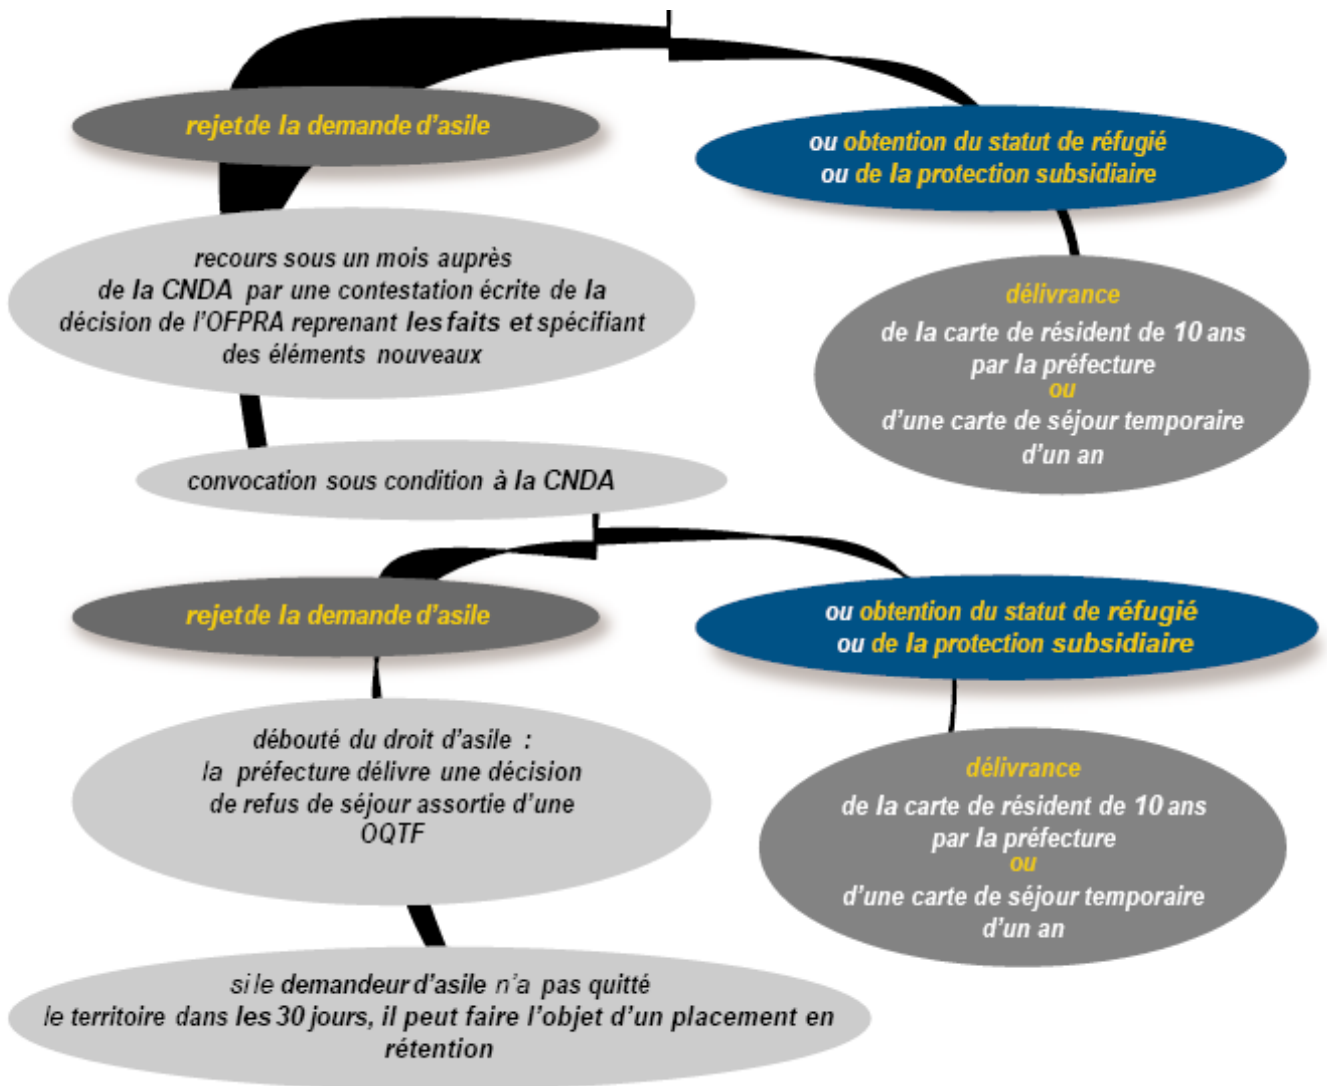 rejet de la demande d'asile
ou obtention du statut de réfugié
ou de la protection subsidiaire
recours sous un mois auprès
de la CNDA par une contestation écrite de la
décision de l'OFPRA reprenant les faits et spécifiant
des éléments nouveaux
délivrance
de la carte de résident de 10 ans
par la préfecture
ou
d'une carte de séjour temporaire
d'un an
convocation sous condition à la CNDA
rejet de la demande d'asile
ou obtention du statut de réfugié
ou de la protection subsidiaire
débouté du droit d'asile :
la préfecture délivre une décision
de refus de séjour assortie d'une
OQTF
délivrance
de la carte de résident de 10 ans
par la préfecture
ou
d'une carte de séjour temporaire
d'un an
si le demandeur d'asile n'a pas quitté
le territoire dans les 30 jours, il peut faire l'objet d'un placement en
rétention